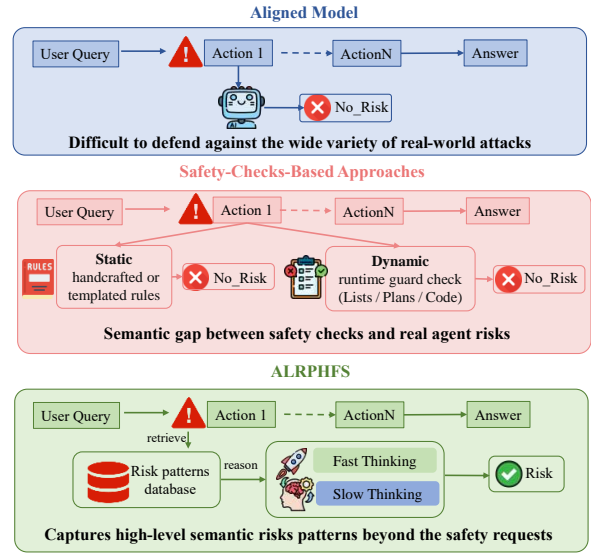 Aligned Model
User Query
Action 1
ActionN
Answer
AI
No_Risk
Difficult to defend against the wide variety of real-world attacks
Safety-Checks-Based Approaches
User Query
Action 1
ActionN
Answer
RULES
Static
handcrafted or
templated rules
No_Risk
Dynamic
runtime guard check
(Lists / Plans / Code)
No_Risk
Semantic gap between safety checks and real agent risks
ALRPHFS
User Query
Action 1
ActionN
Answer
retrieve
Risk patterns
database
reason
Fast Thinking
Slow Thinking
Risk
Captures high-level semantic risks patterns beyond the safety requests